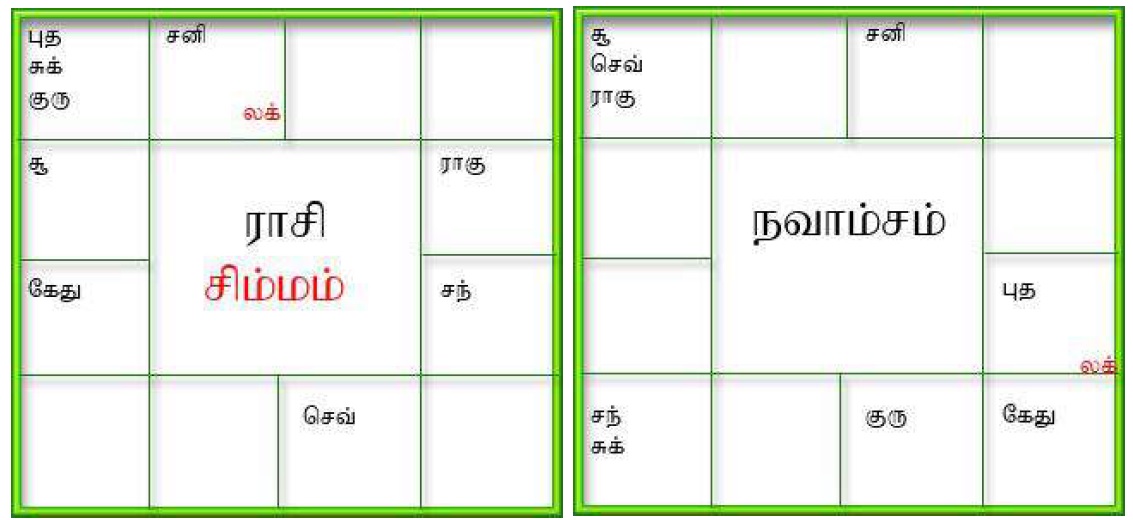 புத
சுக்
குரு
சனி
லக்
சூ
ராகு
ராசி
சிம்மம்
கேது
சந்
செவ்
சூ
செவ்
ராகு
சனி
நவாம்சம்
புத
லக்
சந்
சுக்
குரு
கேது